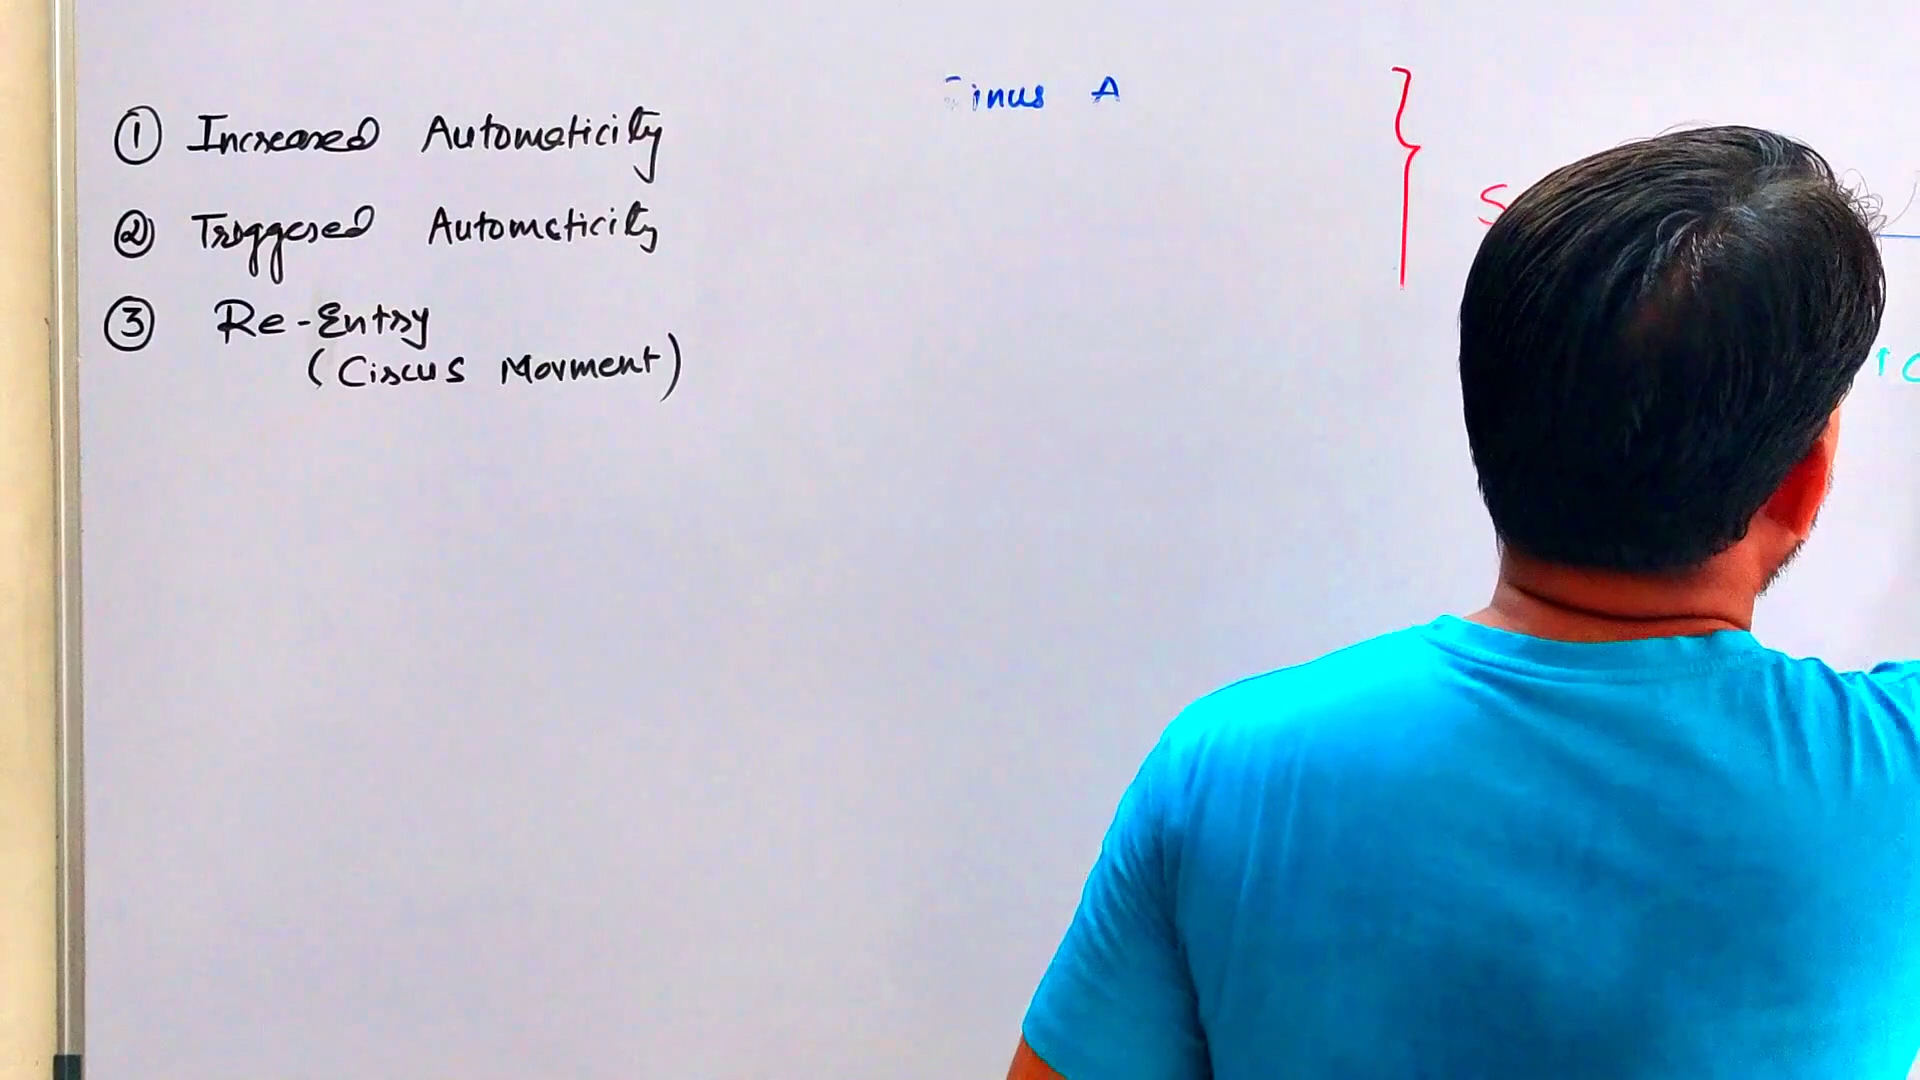 ① Increased Automaticity
② Triggered Automaticity
③ Re-Entry
(Circus Movment)
inus A
S